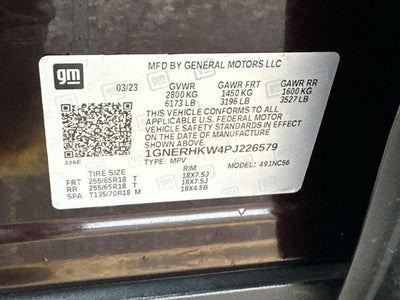 gm
MFD BY GENERAL MOTORS LLC
03/23 GVWR GAWR FRT GAWR RR
2800 KG 1450 KG 1600 KG
6173 LB 3196 LB 3527 LB
THIS VEHICLE CONFORMS TO ALL
APPLICABLE U.S. FEDERAL MOTOR
VEHICLE SAFETY STANDARDS IN EFFECT
ON THE DATE OF MANUFACTURE
SHOWN ABOVE.
1GNERHKW4PJ226579
TYPE: MPV MODEL: 491NC56
325E
TIRE SIZE RIM
FRT 255/65R18 T 18X7.5J
RR 255/65R18 T 18X7.5J
SPA T135/70R18 M 18X4.5B